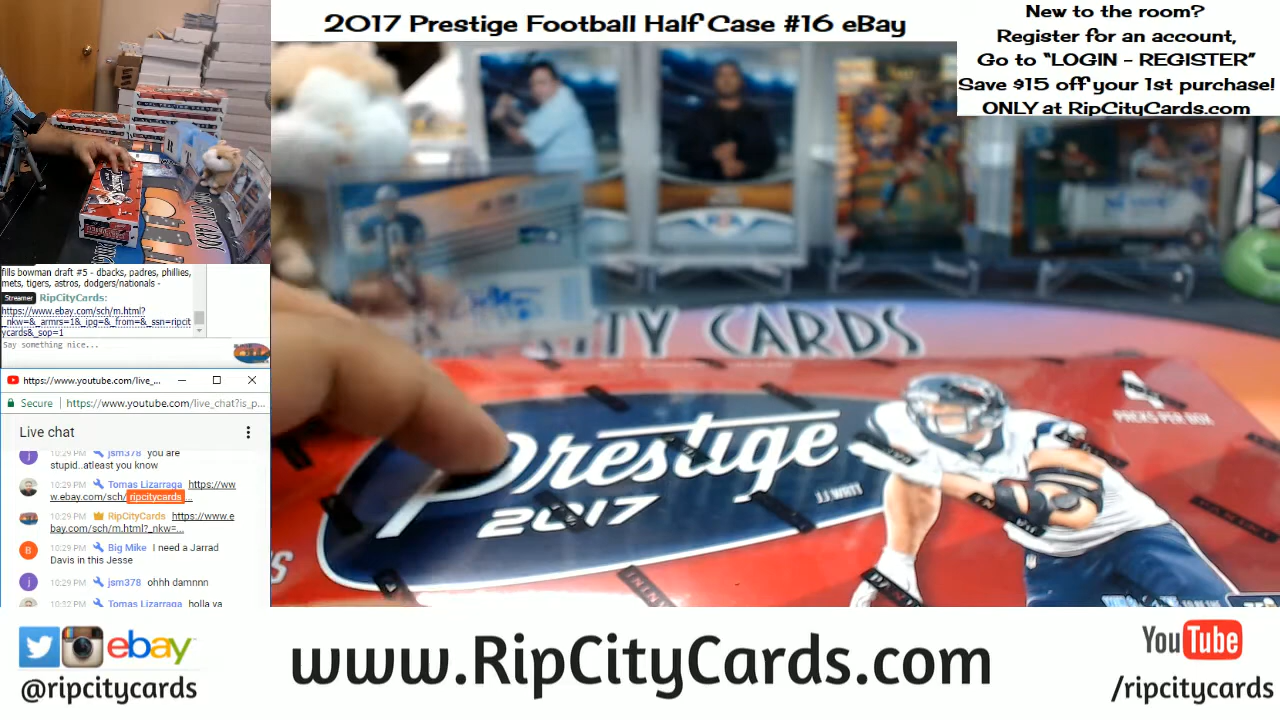 2017 Prestige Football Half Case #16 eBay
New to the room?
Register for an account,
Go to "LOGIN - REGISTER"
Save $15 off your 1st purchase!
ONLY at RipCityCards.com
fills bowman draft #5 - dbacks, padres, phillies,
mets, tigers, astros, dodgers/nationals -
Streamer RipCityCards:
https://www.ebay.com/sch/m.html?
_nkw=&_armrs=1&_ipg=&_from=&_ssn=ripcit
ycards&_sop=1
Say something nice...
https://www.youtube.com/live_...
Secure https://www.youtube.com/live_chat?is_p...
Live chat
10:29 PM jsm378 you are
stupid..atleast you know
10:29 PM Tomas Lizarraga https://ww
w.ebay.com/sch/ripcitycards...
10:29 PM RipCityCards https://www.e
bay.com/sch/m.html?_nkw=...
B 10:29 PM Big Mike I need a Jarrad
Davis in this Jesse
j 10:29 PM jsm378 ohhh damnnn
10:32 PM Tomas Lizarraga holla ya
CITY CARDS
Prestige
2017
J.J. WATT
4
PACKS PER BOX
ebay
@ripcitycards
www.RipCityCards.com
YouTube
/ripcitycards